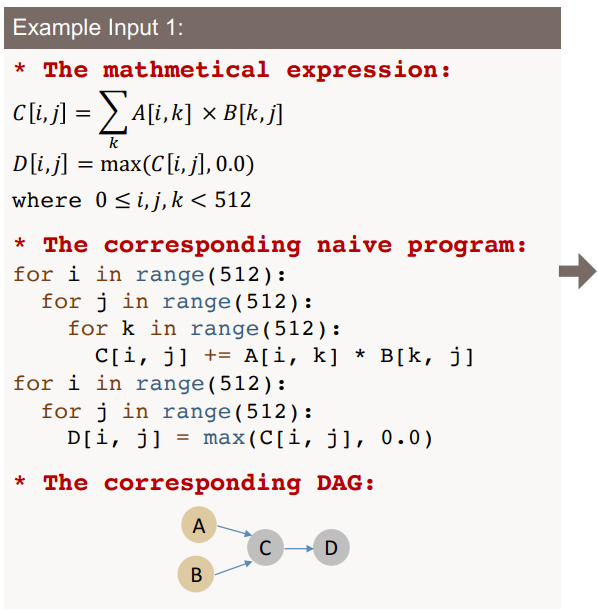 Example Input 1:
* The mathmetical expression:
C[i, j] = ∑ A[i, k] × B[k, j]
k
D[i, j] = max(C[i, j], 0.0)
where 0 ≤ i, j, k < 512
* The corresponding naive program:
for i in range(512):
  for j in range(512):
    for k in range(512):
      C[i, j] += A[i, k] * B[k, j]
for i in range(512):
  for j in range(512):
    D[i, j] = max(C[i, j], 0.0)
* The corresponding DAG:
A
C D
B